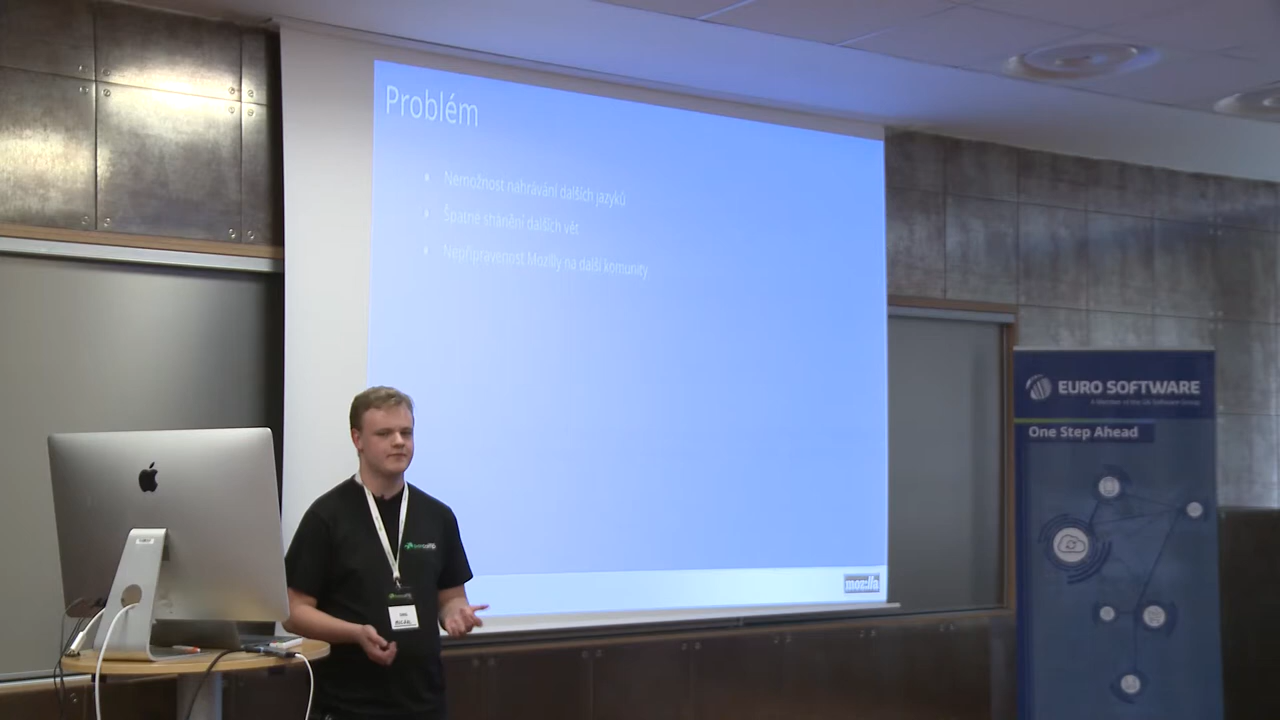 Problém
Nemožnost nahrávání dalších jazyků
Špatné shánění dalších vět
Nepřipravenost Mozilly na další komunity
moz://a
EURO SOFTWARE
One Step Ahead